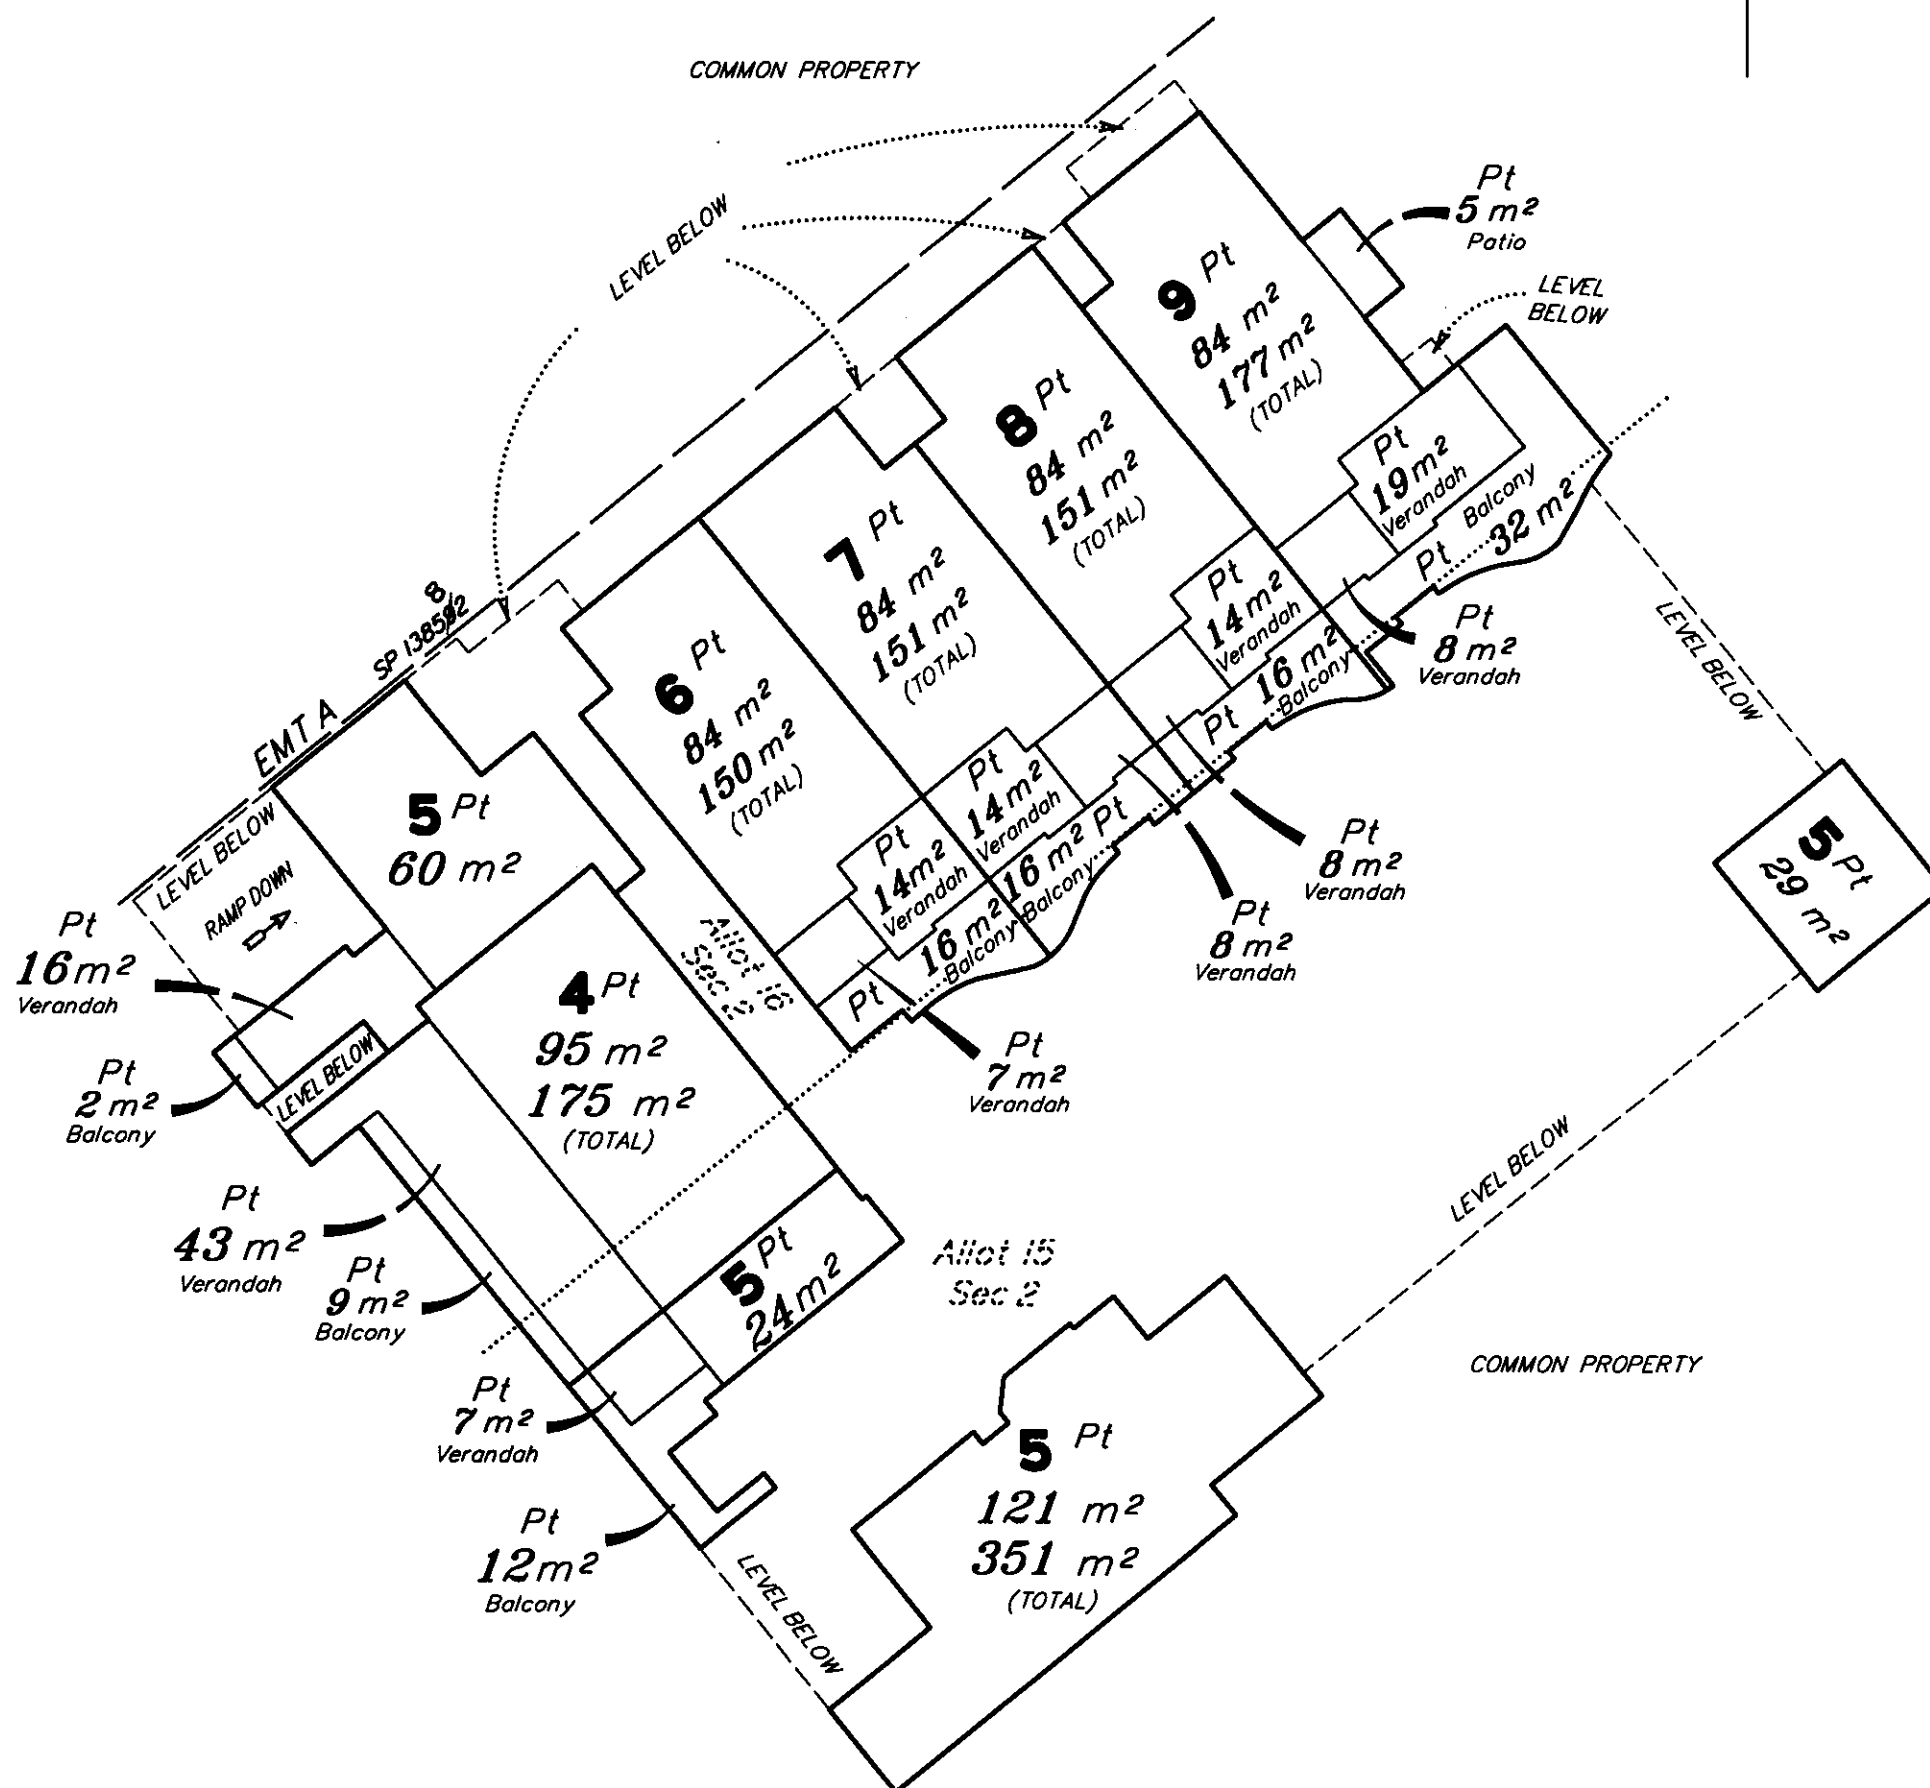 COMMON PROPERTY
LEVEL BELOW
Pt
5 m²
Patio
LEVEL
BELOW
9 Pt
84 m²
177 m²
(TOTAL)
8 Pt
84 m²
151 m²
(TOTAL)
7 Pt
84 m²
151 m²
(TOTAL)
6 Pt
84 m²
150 m²
(TOTAL)
Pt
19 m²
Verandah
Balcony
Pt 32 m²
Pt
14 m²
Verandah
Pt
8 m²
Verandah
Pt 16 m²
Balcony
LEVEL BELOW
8
SP 138592
EMT A
LEVEL BELOW
RAMP DOWN
5 Pt
60 m²
Pt
14 m²
Verandah
16 m² Pt
Balcony
Pt
14 m²
Verandah
16 m²
Balcony
Pt
Pt
8 m²
Verandah
Pt
8 m²
Verandah
Pt
7 m²
Verandah
5 Pt
29 m²
Pt
16 m²
Verandah
Allot 16
Sec 2
4 Pt
95 m²
175 m²
(TOTAL)
Pt
2 m²
Balcony
LEVEL BELOW
Pt
43 m²
Verandah
Pt
9 m²
Balcony
5 Pt
24 m²
Allot 15
Sec 2
LEVEL BELOW
COMMON PROPERTY
Pt
7 m²
Verandah
Pt
12 m²
Balcony
LEVEL BELOW
5 Pt
121 m²
351 m²
(TOTAL)